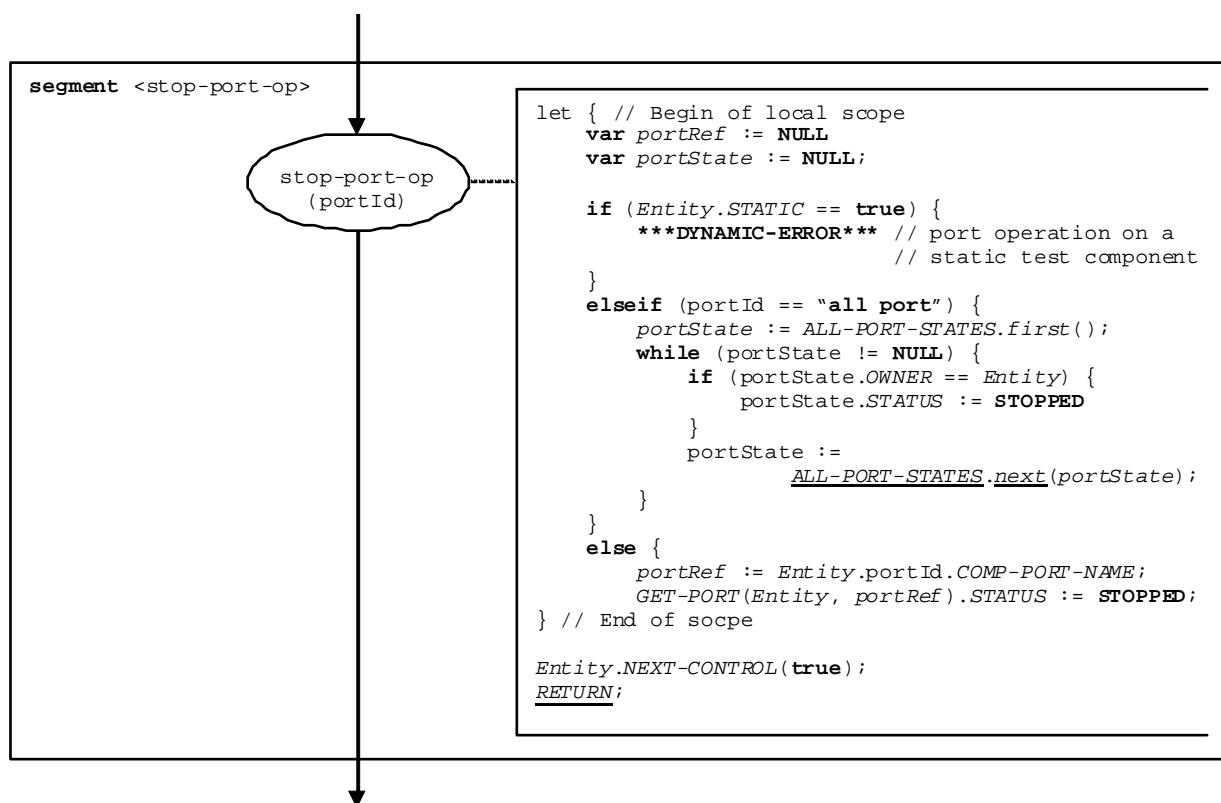 segment <stop-port-op>
stop-port-op
(portId)
let { // Begin of local scope
var portRef := NULL
var portState := NULL;
if (Entity.STATIC == true) {
***DYNAMIC-ERROR*** // port operation on a
// static test component
}
elseif (portId == “all port”) {
portState := ALL-PORT-STATES.first();
while (portState != NULL) {
if (portState.OWNER == Entity) {
portState.STATUS := STOPPED
}
portState :=
ALL-PORT-STATES.next(portState);
}
}
else {
portRef := Entity.portId.COMP-PORT-NAME;
GET-PORT(Entity, portRef).STATUS := STOPPED;
} // End of socpe
Entity.NEXT-CONTROL(true);
RETURN;